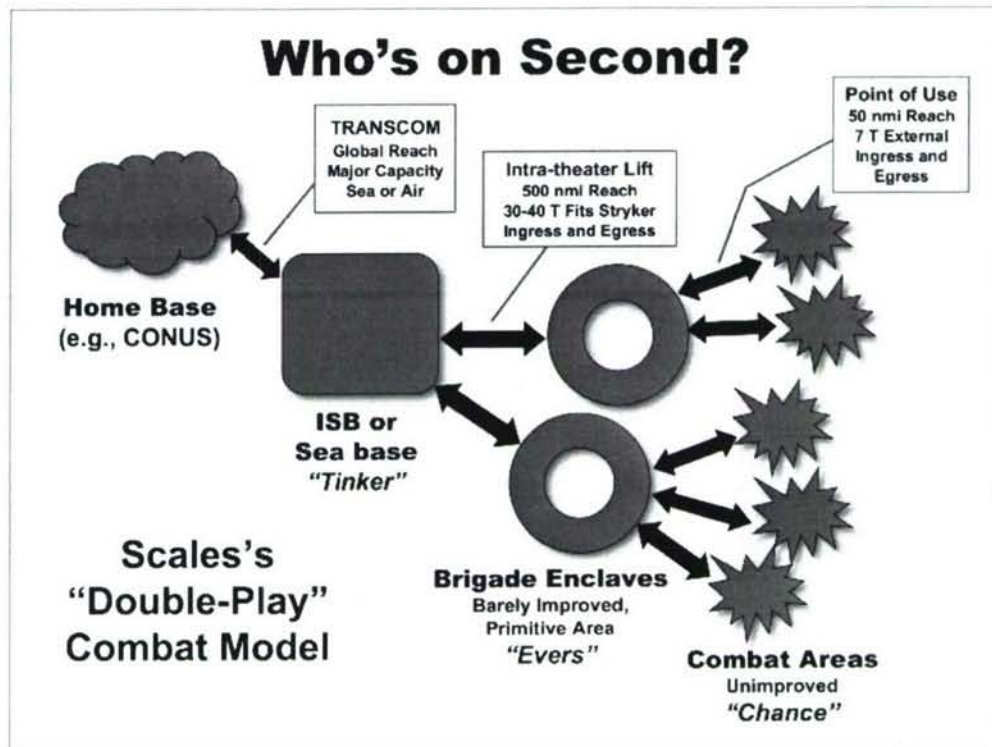 Who's on Second?
TRANSCOM
Global Reach
Major Capacity
Sea or Air
Intra-theater Lift
500 nmi Reach
30-40 T Fits Stryker
Ingress and Egress
Point of Use
50 nmi Reach
7 T External
Ingress and
Egress
Home Base
(e.g., CONUS)
ISB or
Sea base
"Tinker"
Brigade Enclaves
Barely Improved,
Primitive Area
"Evers"
Combat Areas
Unimproved
"Chance"
Scales's
"Double-Play"
Combat Model